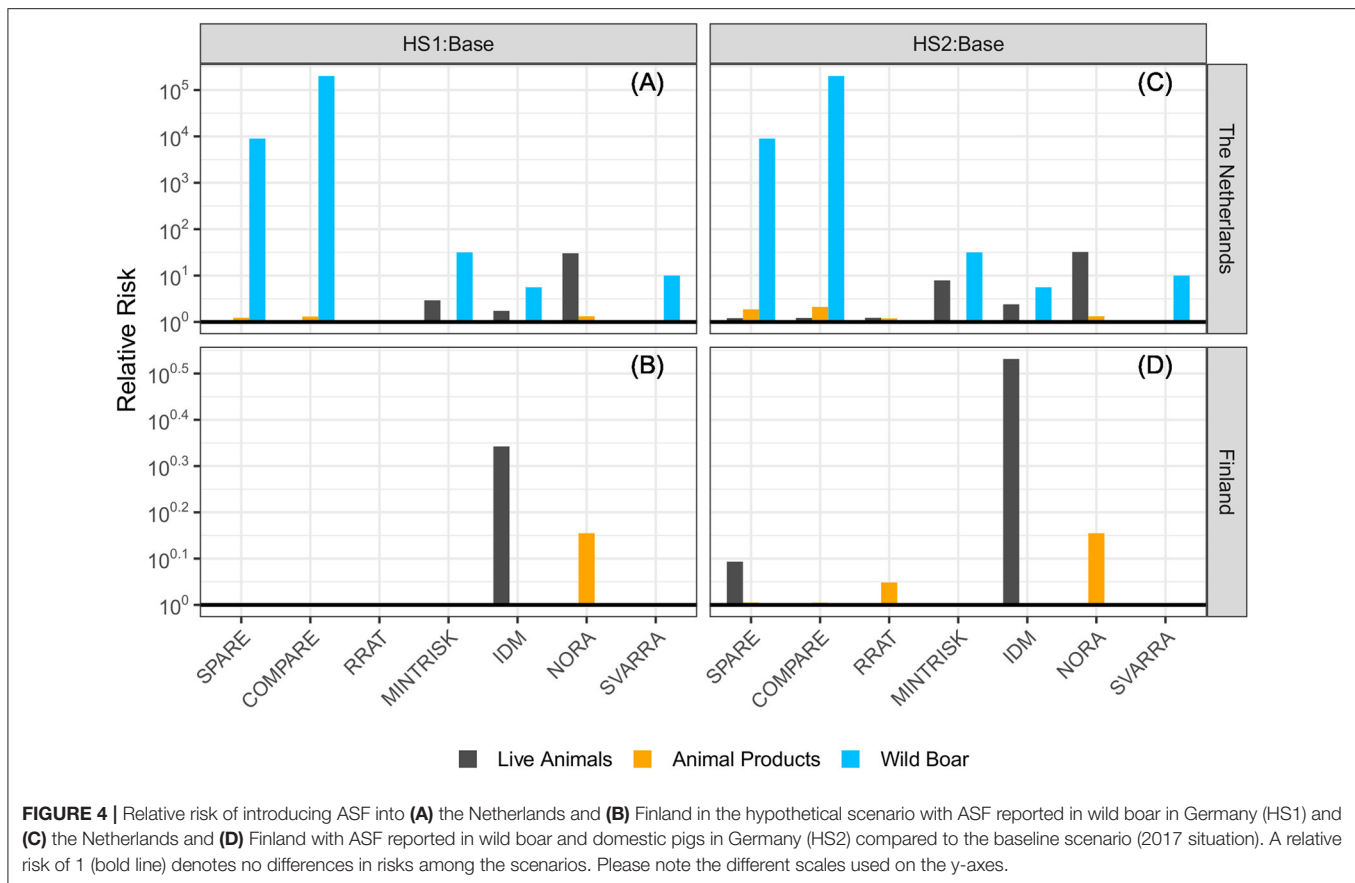 HS1:Base
HS2:Base
Relative Risk
10^5
10^4
10^3
10^2
10^1
10^0
(A)
(C)
The Netherlands
10^0.5
10^0.4
10^0.3
10^0.2
10^0.1
10^0
(B)
(D)
Finland
SPARE
COMPARE
RRAT
MINTRISK
IDM
NORA
SVARRA
SPARE
COMPARE
RRAT
MINTRISK
IDM
NORA
SVARRA
Live Animals Animal Products Wild Boar
FIGURE 4 | Relative risk of introducing ASF into (A) the Netherlands and (B) Finland in the hypothetical scenario with ASF reported in wild boar in Germany (HS1) and
(C) the Netherlands and (D) Finland with ASF reported in wild boar and domestic pigs in Germany (HS2) compared to the baseline scenario (2017 situation). A relative
risk of 1 (bold line) denotes no differences in risks among the scenarios. Please note the different scales used on the y-axes.